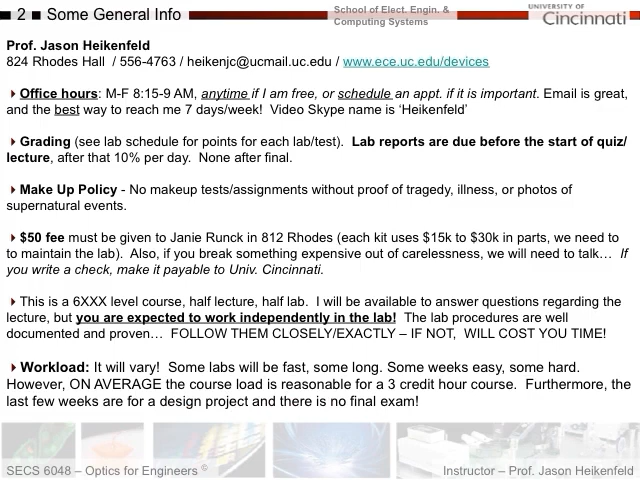 2 ■ Some General Info
School of Elect. Engin. &
Computing Systems
UNIVERSITY OF
Cincinnati
Prof. Jason Heikenfeld
824 Rhodes Hall / 556-4763 / heikenjc@ucmail.uc.edu / www.ece.uc.edu/devices
Office hours: M-F 8:15-9 AM, anytime if I am free, or schedule an appt. if it is important. Email is great,
and the best way to reach me 7 days/week! Video Skype name is ‘Heikenfeld’
Grading (see lab schedule for points for each lab/test). Lab reports are due before the start of quiz/
lecture, after that 10% per day. None after final.
Make Up Policy - No makeup tests/assignments without proof of tragedy, illness, or photos of
supernatural events.
$50 fee must be given to Janie Runck in 812 Rhodes (each kit uses $15k to $30k in parts, we need to
to maintain the lab). Also, if you break something expensive out of carelessness, we will need to talk… If
you write a check, make it payable to Univ. Cincinnati.
This is a 6XXX level course, half lecture, half lab. I will be available to answer questions regarding the
lecture, but you are expected to work independently in the lab! The lab procedures are well
documented and proven… FOLLOW THEM CLOSELY/EXACTLY – IF NOT, WILL COST YOU TIME!
Workload: It will vary! Some labs will be fast, some long. Some weeks easy, some hard.
However, ON AVERAGE the course load is reasonable for a 3 credit hour course. Furthermore, the
last few weeks are for a design project and there is no final exam!
SECS 6048 – Optics for Engineers ©
Instructor – Prof. Jason Heikenfeld